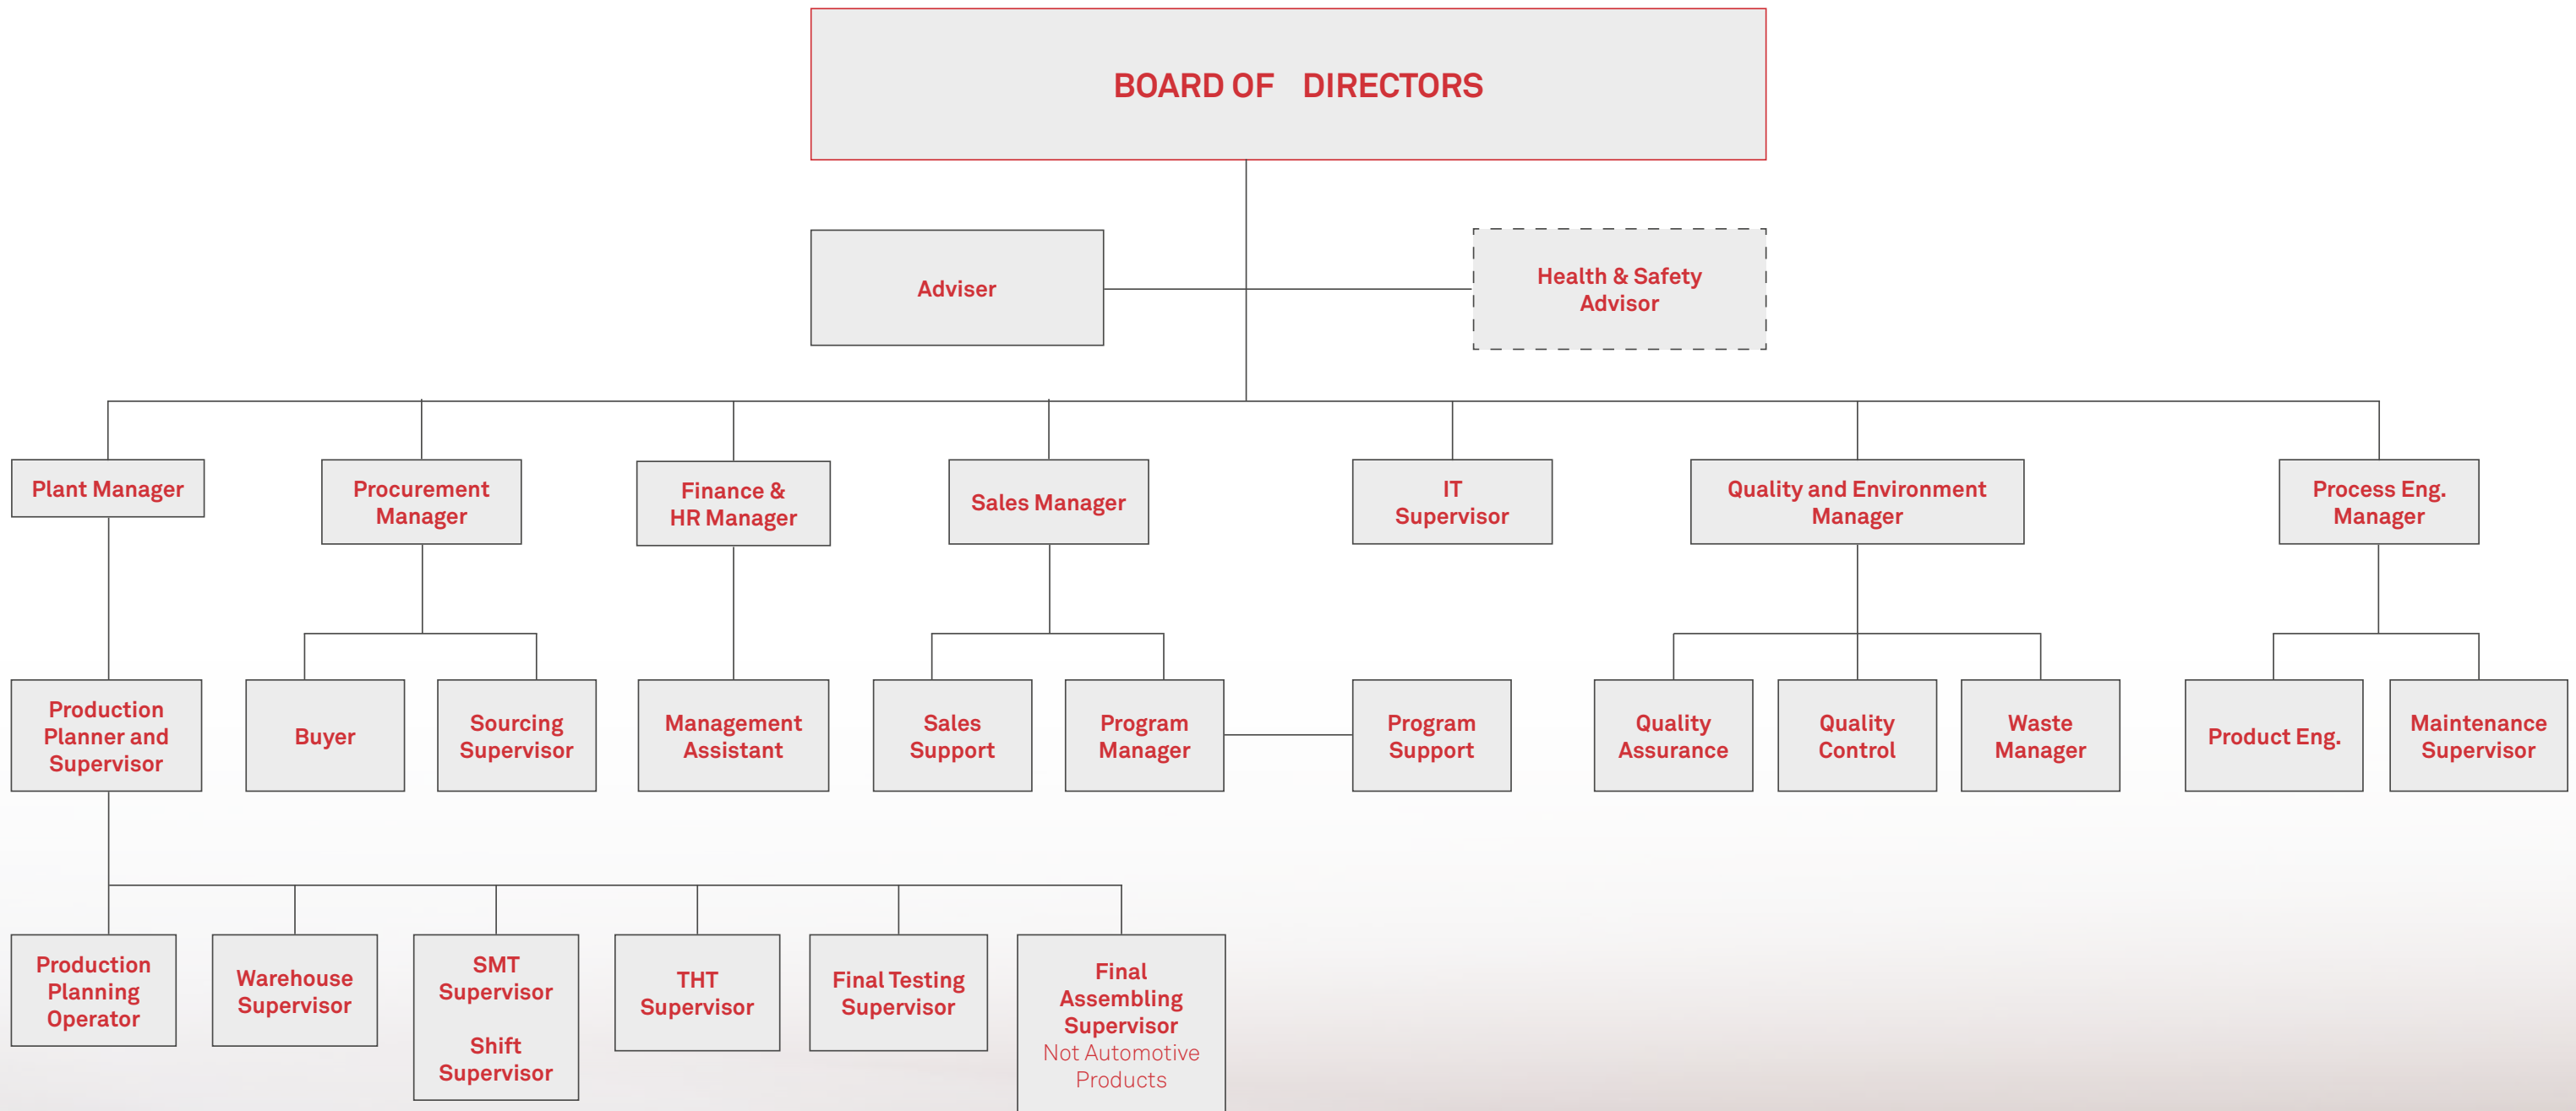 BOARD OF DIRECTORS
Adviser
Health & Safety
Advisor
Plant Manager
Procurement
Manager
Finance &
HR Manager
Sales Manager
IT
Supervisor
Quality and Environment
Manager
Process Eng.
Manager
Production
Planner and
Supervisor
Buyer
Sourcing
Supervisor
Management
Assistant
Sales
Support
Program
Manager
Program
Support
Quality
Assurance
Quality
Control
Waste
Manager
Product Eng.
Maintenance
Supervisor
Production
Planning
Operator
Warehouse
Supervisor
SMT
Supervisor
Shift
Supervisor
THT
Supervisor
Final Testing
Supervisor
Final
Assembling
Supervisor
Not Automotive
Products